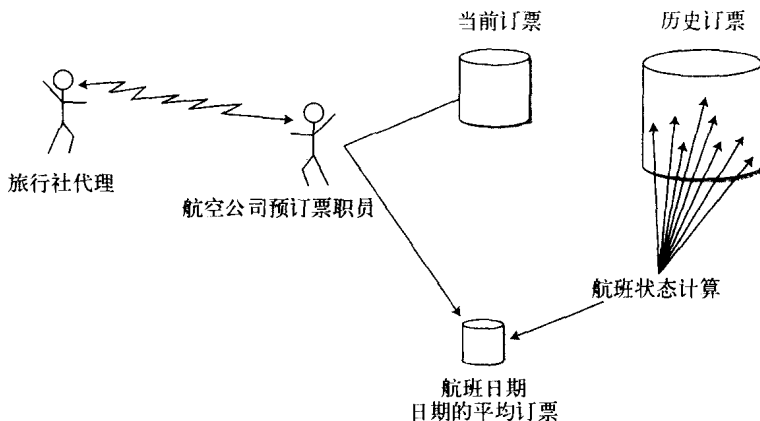 当前订票
历史订票
旅行社代理
航空公司预订票职员
航班状态计算
航班日期
日期的平均订票